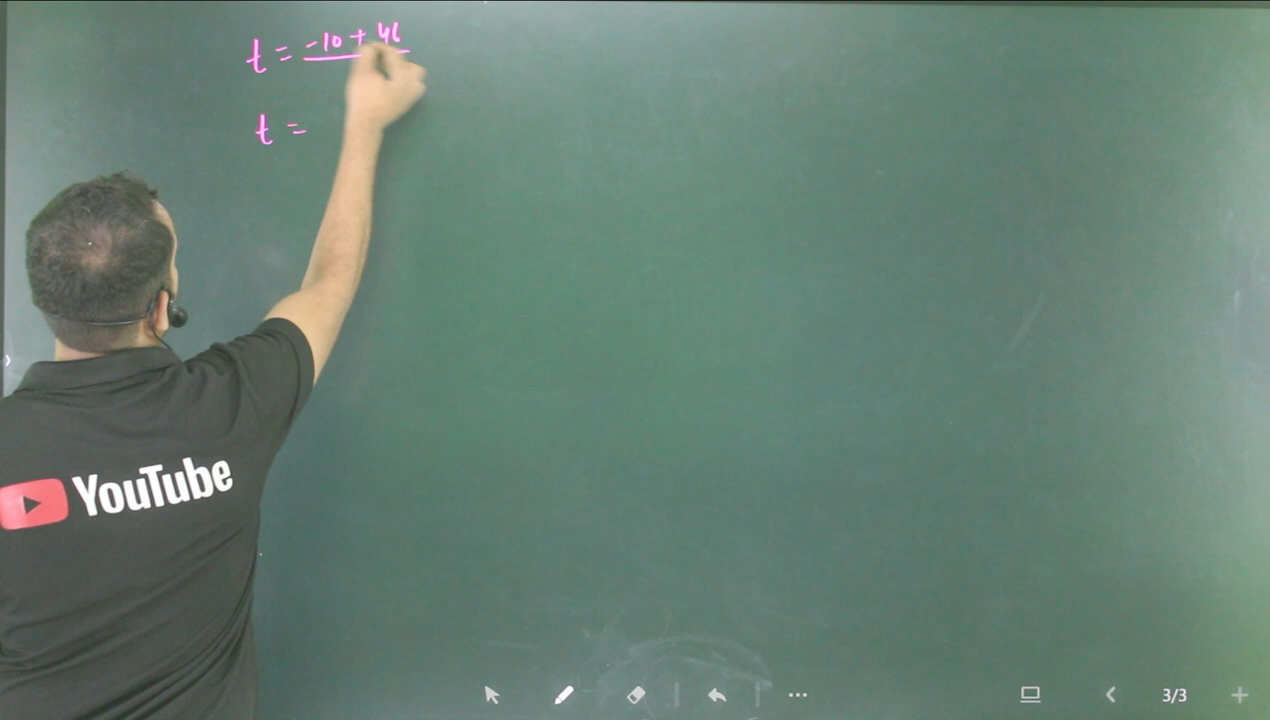 t = -10 + 46
t =
YouTube
3/3